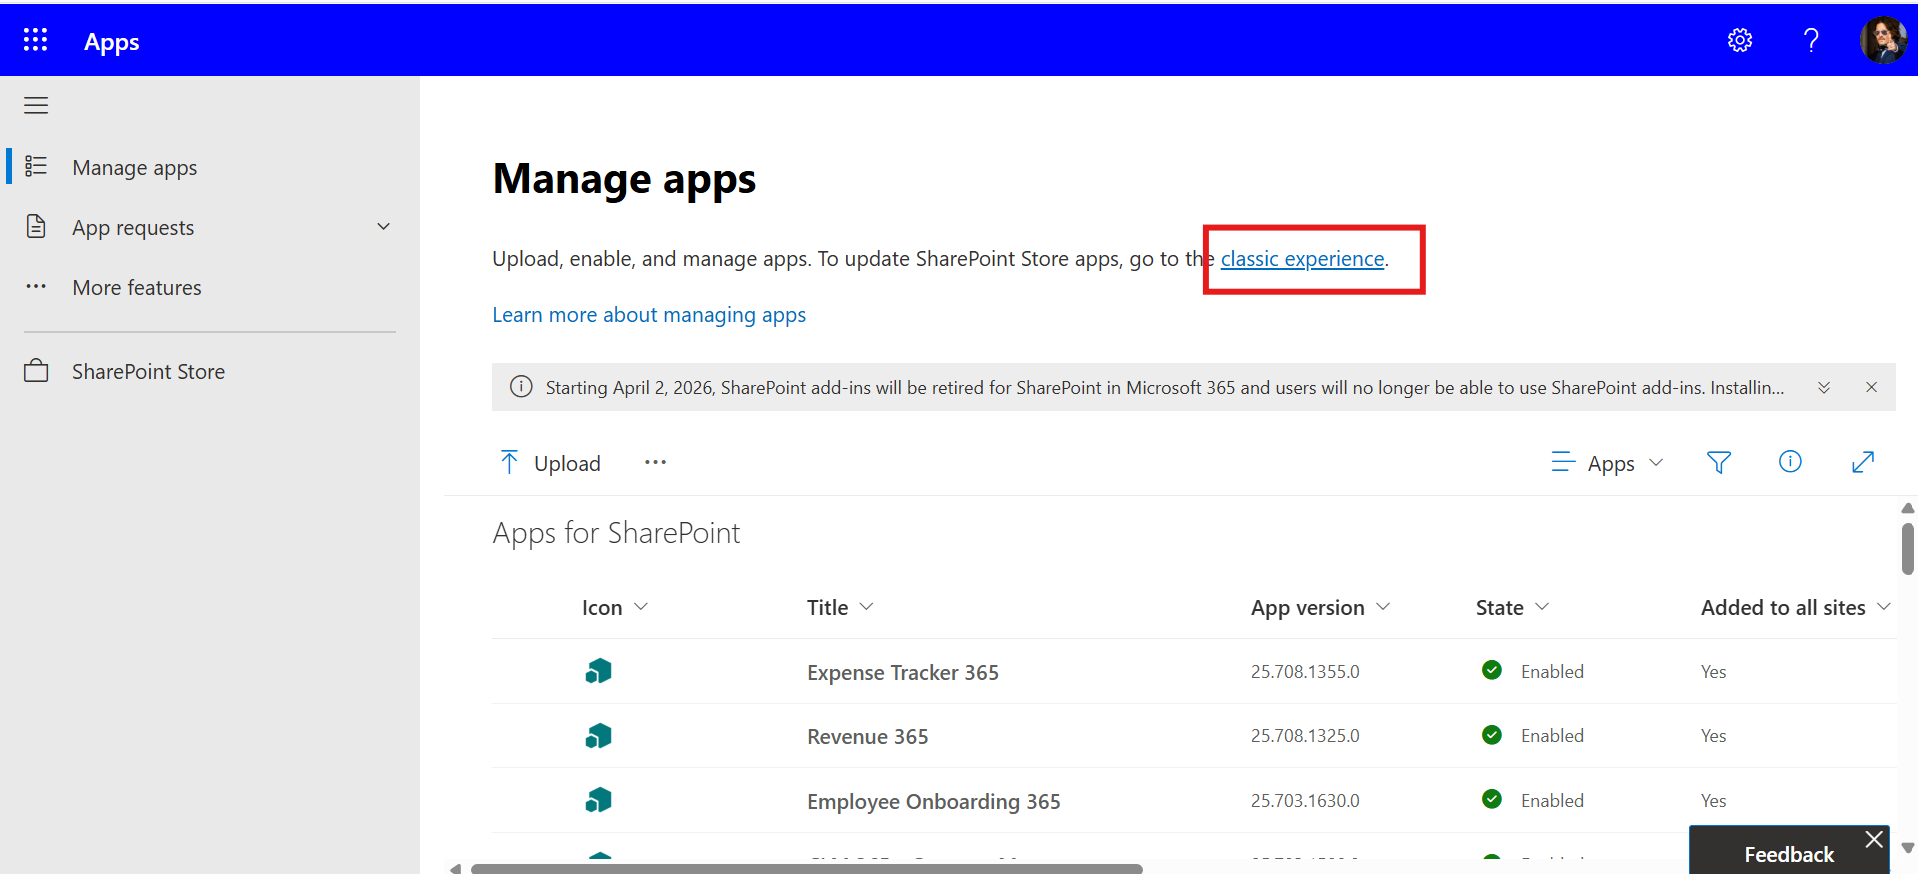 Apps
Manage apps
App requests
More features
SharePoint Store
Manage apps
Upload, enable, and manage apps. To update SharePoint Store apps, go to the classic experience.
Learn more about managing apps
Starting April 2, 2026, SharePoint add-ins will be retired for SharePoint in Microsoft 365 and users will no longer be able to use SharePoint add-ins. Installin...
Upload
Apps
Apps for SharePoint
Icon Title App version State Added to all sites
Expense Tracker 365 25.708.1355.0 Enabled Yes
Revenue 365 25.708.1325.0 Enabled Yes
Employee Onboarding 365 25.703.1630.0 Enabled Yes
Feedback